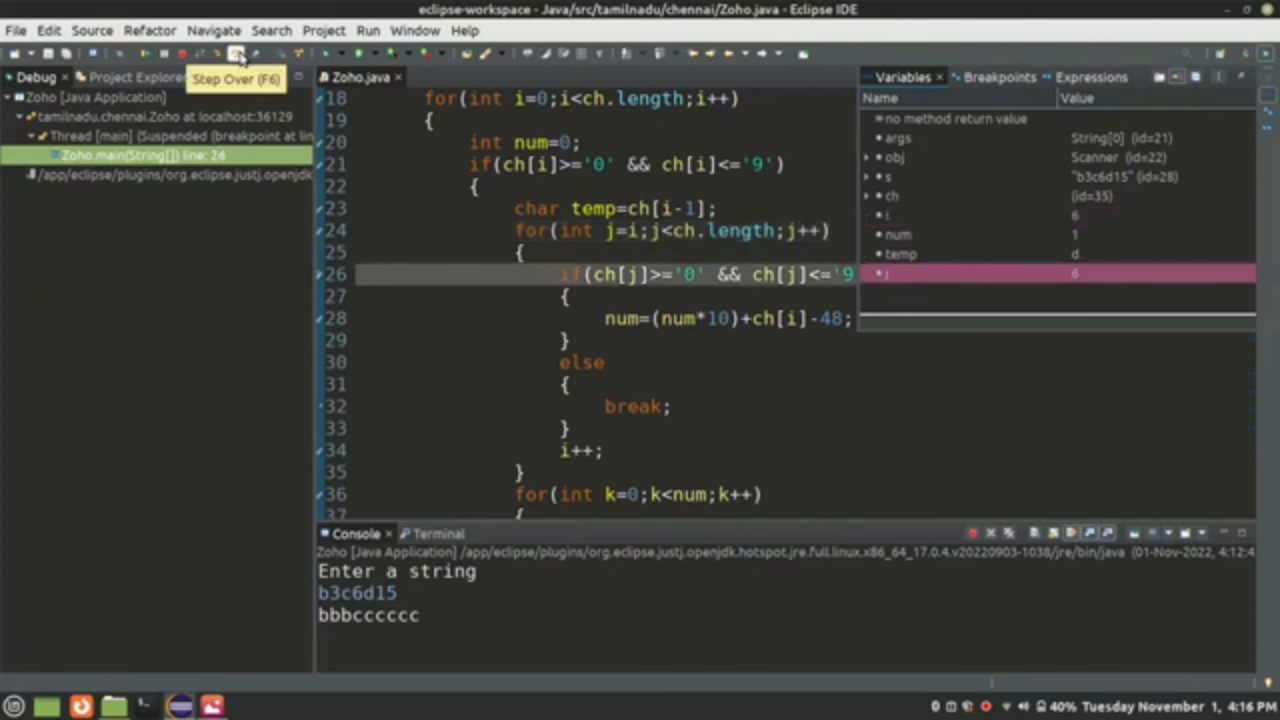 eclipse-workspace - Java/src/tamilnadu/chennai/Zoho.java - Eclipse IDE
File Edit Source Refactor Navigate Search Project Run Window Help
Debug × Project Explorer
Step Over (F6)
Zoho [Java Application]
tamilnadu.chennai.Zoho at localhost:36129
Thread [main] (Suspended (breakpoint at lin
Zoho.main(String[]) line: 26
/app/eclipse/plugins/org.eclipse.justj.openjdk
Zoho.java ×
18 for(int i=0;i<ch.length;i++)
19 {
20 int num=0;
21 if(ch[i]>='0' && ch[i]<='9')
22 {
23 char temp=ch[i-1];
24 for(int j=i;j<ch.length;j++)
25 {
26 if(ch[j]>='0' && ch[j]<='9
27 {
28 num=(num*10)+ch[i]-48;
29 }
30 else
31 {
32 break;
33 }
34 i++;
35 }
36 for(int k=0;k<num;k++)
37 {
Variables × Breakpoints Expressions
Name Value
no method return value
args String[0] (id=21)
obj Scanner (id=22)
s "b3c6d15" (id=28)
ch (id=35)
i 6
num 1
temp d
j 6
Console × Terminal
Zoho [Java Application] /app/eclipse/plugins/org.eclipse.justj.openjdk.hotspot.jre.full.linux.x86_64_17.0.4.v20220903-1038/jre/bin/java (01-Nov-2022, 4:12:4
Enter a string
b3c6d15
bbbcccccc
40% Tuesday November 1, 4:16 PM